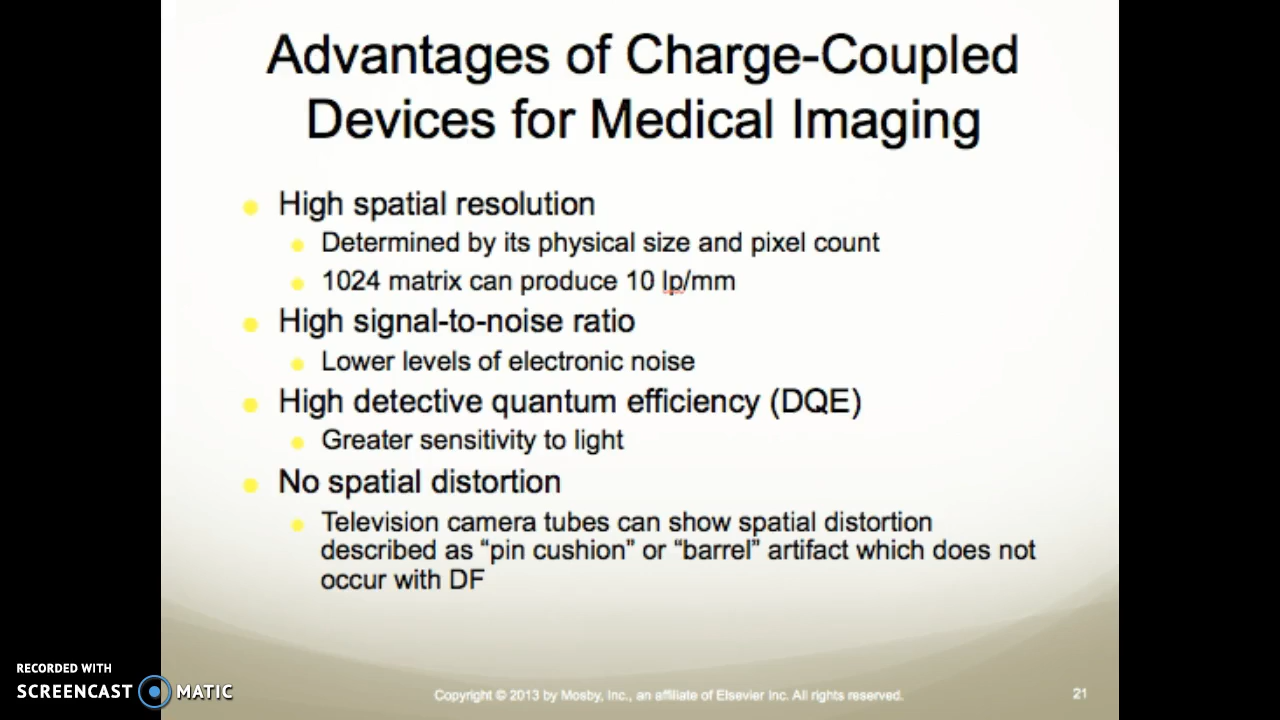 Advantages of Charge-Coupled
Devices for Medical Imaging
High spatial resolution
Determined by its physical size and pixel count
1024 matrix can produce 10 lp/mm
High signal-to-noise ratio
Lower levels of electronic noise
High detective quantum efficiency (DQE)
Greater sensitivity to light
No spatial distortion
Television camera tubes can show spatial distortion
described as “pin cushion” or “barrel” artifact which does not
occur with DF
RECORDED WITH
SCREENCAST MATIC
Copyright © 2013 by Mosby, Inc., an affiliate of Elsevier Inc. All rights reserved.
21